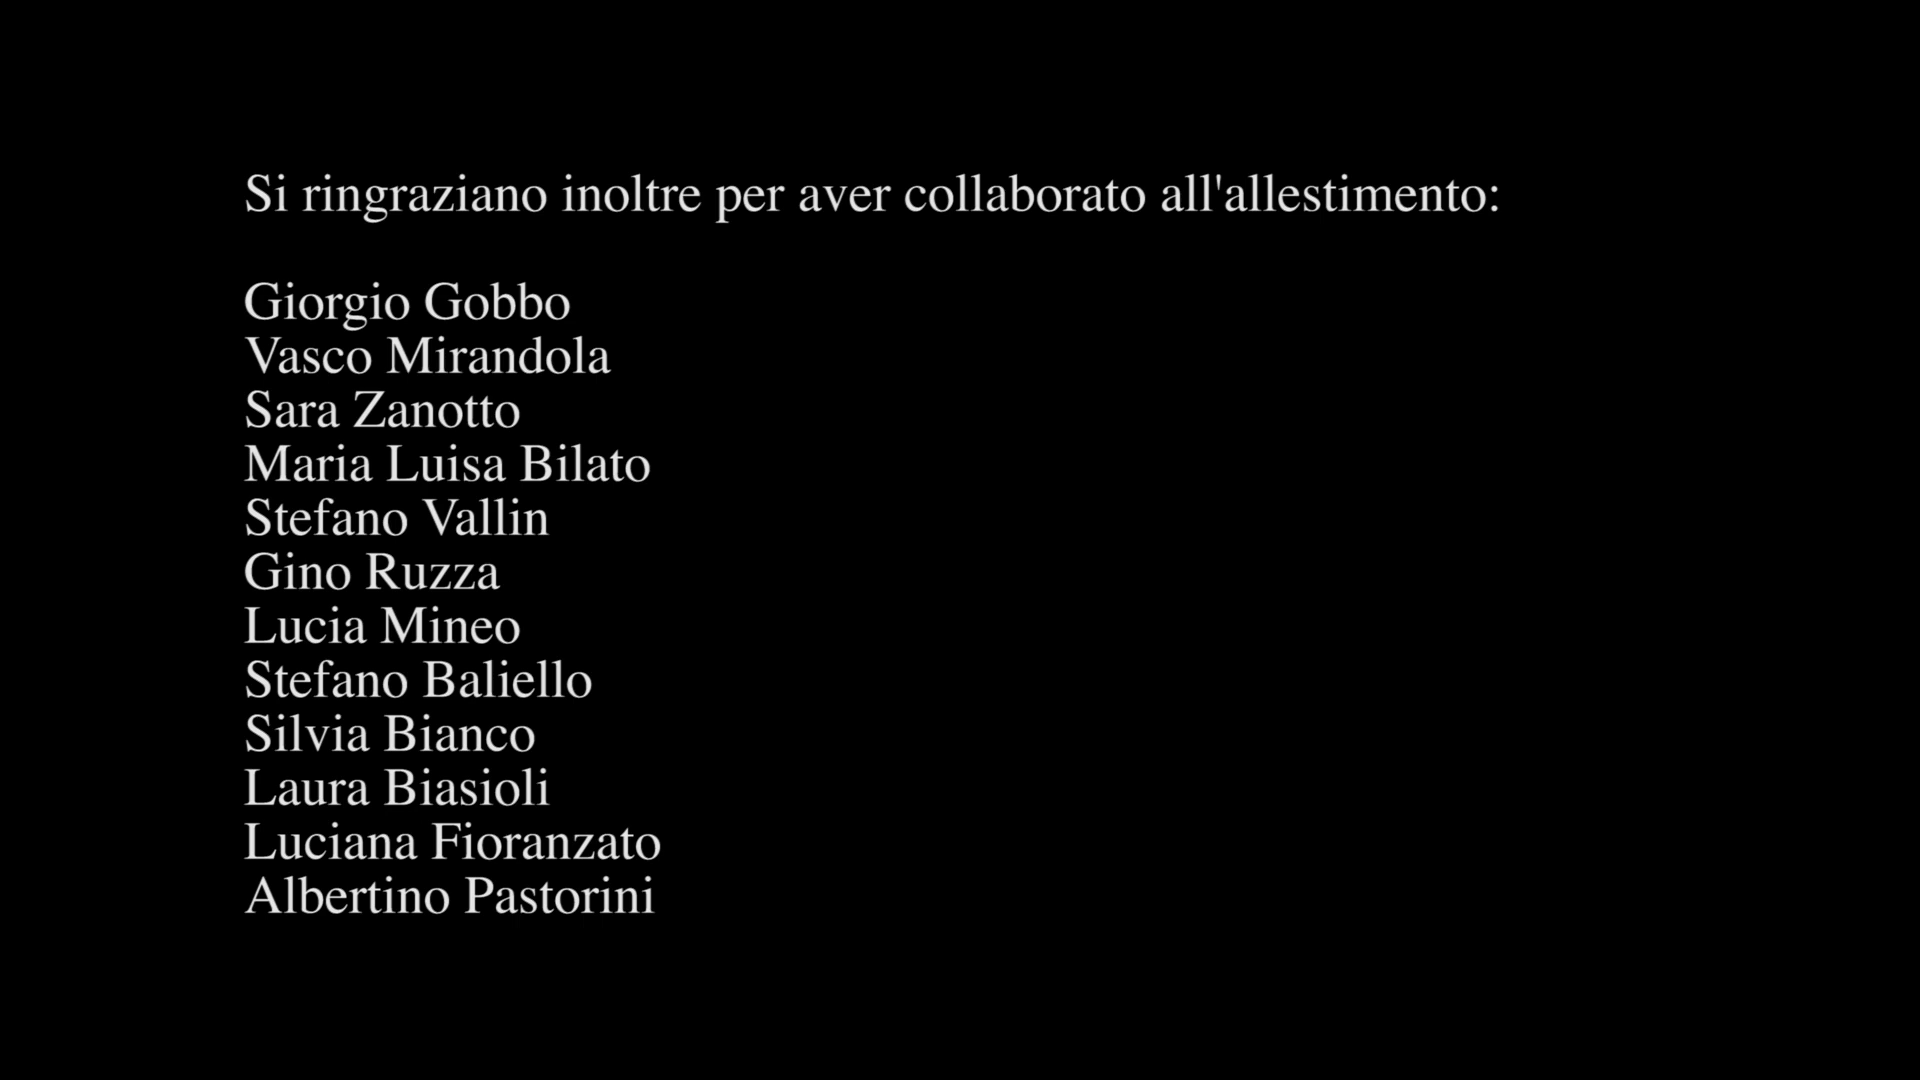 Si ringraziano inoltre per aver collaborato all'allestimento:
Giorgio Gobbo
Vasco Mirandola
Sara Zanotto
Maria Luisa Bilato
Stefano Vallin
Gino Ruzza
Lucia Mineo
Stefano Baliello
Silvia Bianco
Laura Biasioli
Luciana Fioranzato
Albertino Pastorini